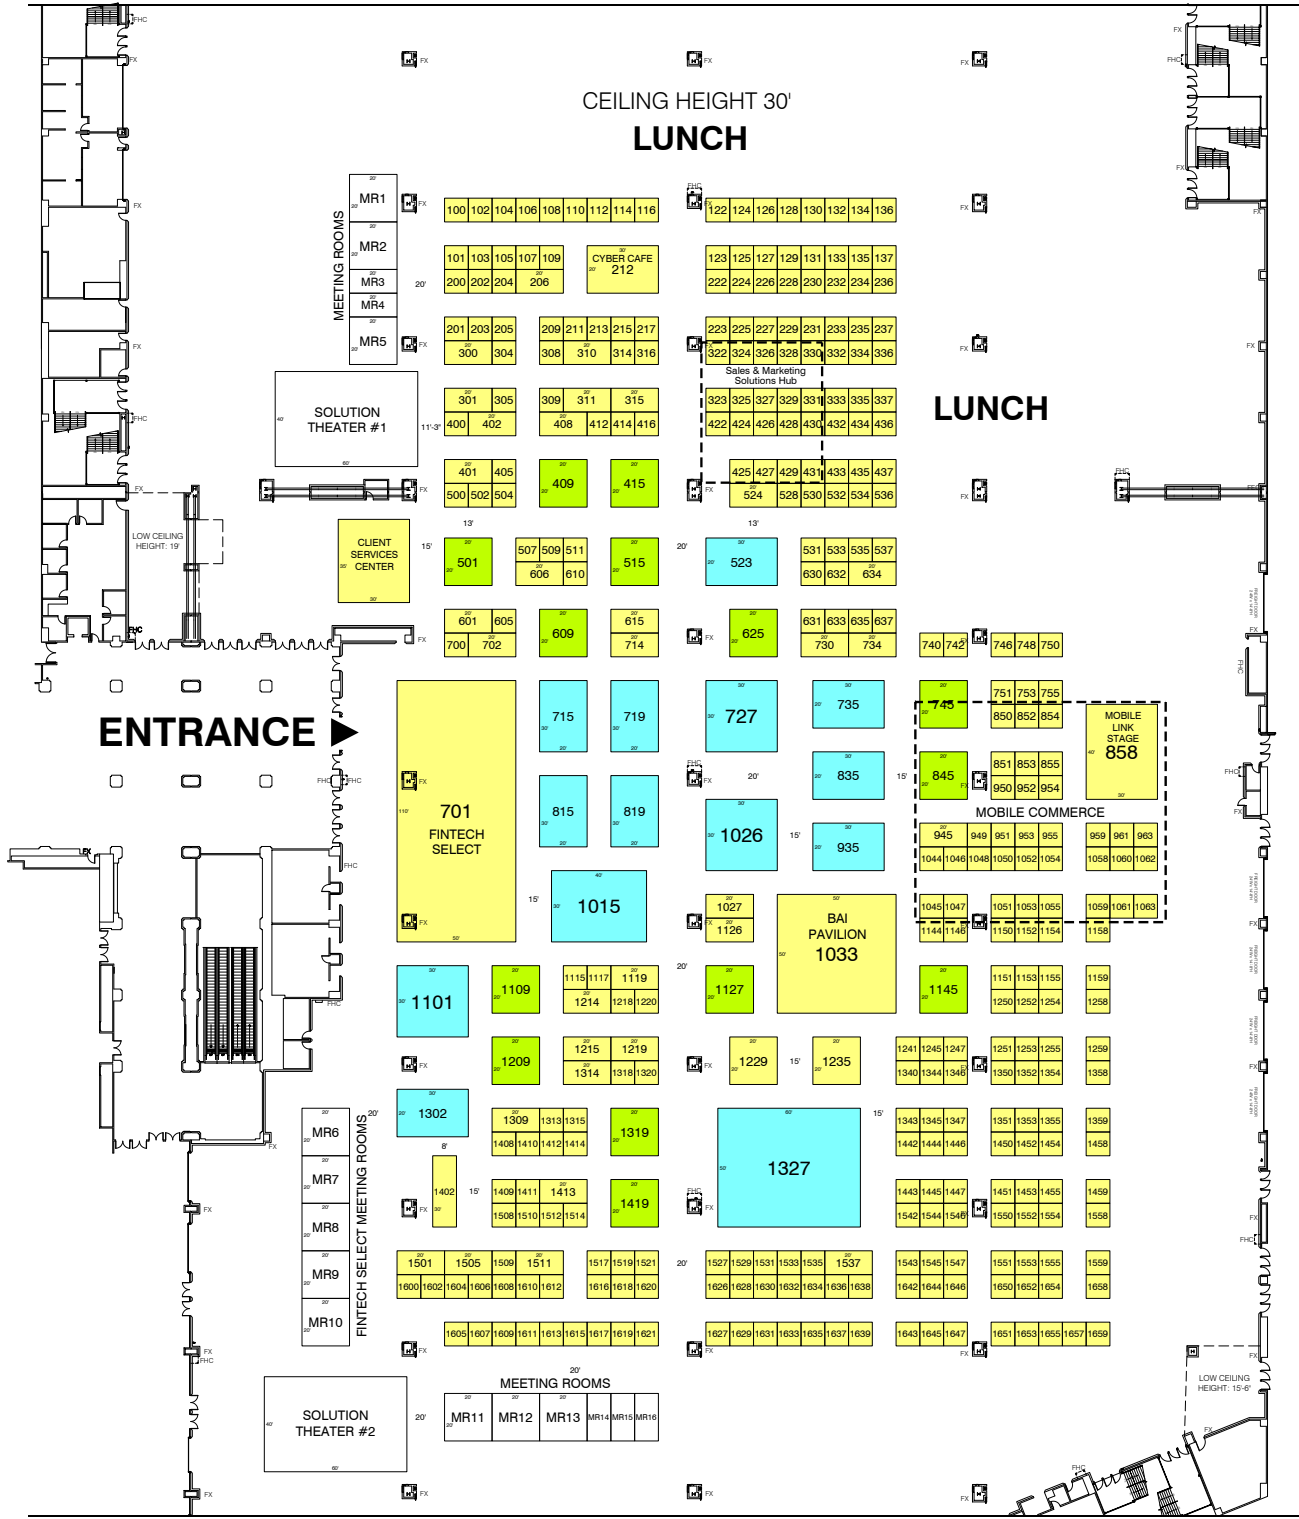 CEILING HEIGHT 30'
LUNCH
MEETING ROOMS
MR1
MR2
MR3
MR4
MR5
100 102 104 106 108 110 112 114 116
122 124 126 128 130 132 134 136
101 103 105 107 109
CYBER CAFE
212
123 125 127 129 131 133 135 137
200 202 204 206
222 224 226 228 230 232 234 236
201 203 205 209 211 213 215 217
223 225 227 229 231 233 235 237
300 304 308 310 314 316
322 324 326 328 330 332 334 336
Sales & Marketing
Solutions Hub
SOLUTION
THEATER #1
301 305 309 311 315
323 325 327 329 331 333 335 337
LUNCH
400 402 408 412 414 416
422 424 426 428 430 432 434 436
11'-3"
401 405 409 415
425 427 429 431 433 435 437
500 502 504
524 528 530 532 534 536
LOW CEILING
HEIGHT: 19'
13'
13'
CLIENT
SERVICES
CENTER
15'
501
507 509 511
515
20'
523
531 533 535 537
606 610
630 632 634
601 605 609 615 625
631 633 635 637
700 702 714
730 734
740 742 746 748 750
ENTRANCE
701
FINTECH
SELECT
715 719 727 735 745
751 753 755
850 852 854
MOBILE
LINK
STAGE
858
815 819 835 845
851 853 855
950 952 954
MOBILE COMMERCE
1026 935
945 949 951 953 955 959 961 963
1044 1046 1048 1050 1052 1054 1058 1060 1062
1015
1027
1126
BAI
PAVILION
1033
1045 1047 1051 1053 1055 1059 1061 1063
1144 1146 1150 1152 1154 1158
1101 1109
1115 1117 1119
1214 1218 1220
1127 1145
1151 1153 1155 1159
1250 1252 1254 1258
1209
1215 1219
1314 1318 1320
1229 1235
1241 1245 1247 1251 1253 1255 1259
1340 1344 1346 1350 1352 1354 1358
1302
1309 1313 1315
1408 1410 1412 1414
1319
1327
1343 1345 1347 1351 1353 1355 1359
1442 1444 1446 1450 1452 1454 1458
1402
1409 1411 1413
1508 1510 1512 1514
1419
1443 1445 1447 1451 1453 1455 1459
1542 1544 1546 1550 1552 1554 1558
FINTECH SELECT MEETING ROOMS
MR6
MR7
MR8
MR9
MR10
1501 1505 1509 1511 1517 1519 1521
1527 1529 1531 1533 1535 1537
1543 1545 1547 1551 1553 1555 1559
1600 1602 1604 1606 1608 1610 1612 1616 1618 1620
1626 1628 1630 1632 1634 1636 1638
1642 1644 1646 1650 1652 1654 1658
1605 1607 1609 1611 1613 1615 1617 1619 1621
1627 1629 1631 1633 1635 1637 1639
1643 1645 1647 1651 1653 1655 1657 1659
20'
MEETING ROOMS
MR11 MR12 MR13 MR14 MR15 MR16
SOLUTION
THEATER #2
20'
LOW CEILING
HEIGHT: 15'-6"